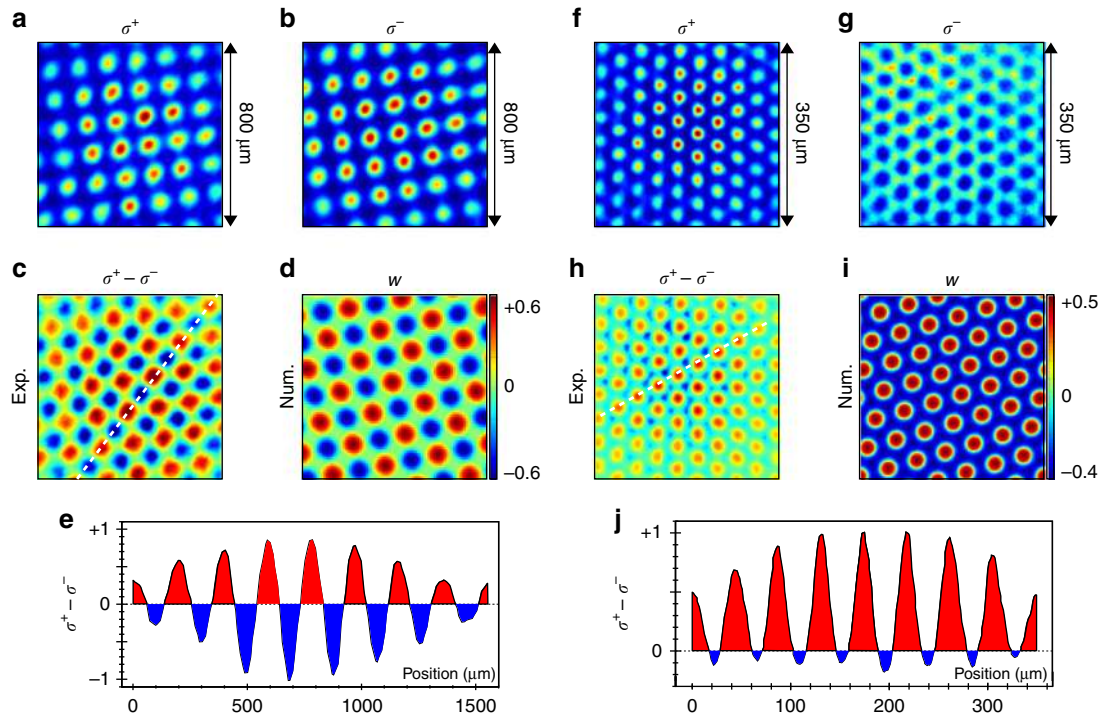 a b f g
σ⁺ σ⁻ σ⁺ σ⁻
800 μm 800 μm 350 μm 350 μm
c d h i
σ⁺ – σ⁻ w σ⁺ – σ⁻ w
Exp. Num. Exp. Num.
+0.6 +0.5
0 0
–0.6 –0.4
e j
+1 +1
σ⁺ – σ⁻ σ⁺ – σ⁻
0 0
Position (μm) Position (μm)
–1
0 500 1000 1500 0 100 200 300